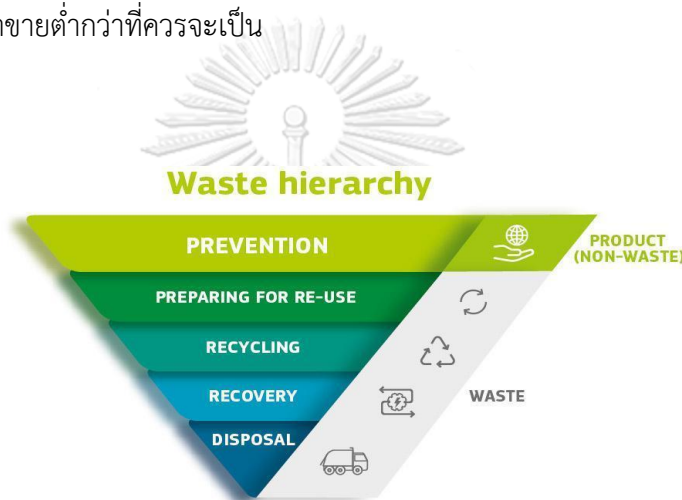 ขายต่ำกว่าที่ควรจะเป็น
Waste hierarchy
PREVENTION
PRODUCT
(NON-WASTE)
PREPARING FOR RE-USE
RECYCLING
RECOVERY
WASTE
DISPOSAL